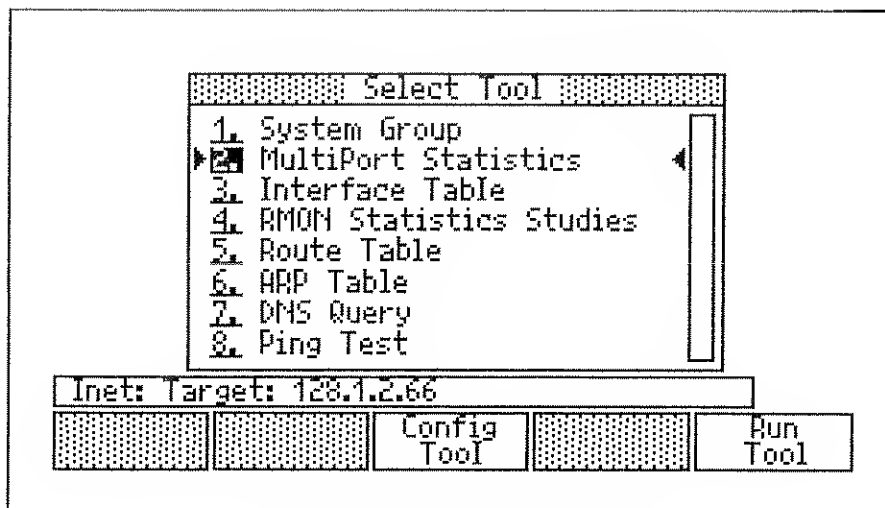 Select Tool
1. System Group
2. MultiPort Statistics
3. Interface Table
4. RMON Statistics Studies
5. Route Table
6. ARP Table
7. DNS Query
8. Ping Test
Inet: Target: 128.1.2.66
Config
Tool
Run
Tool